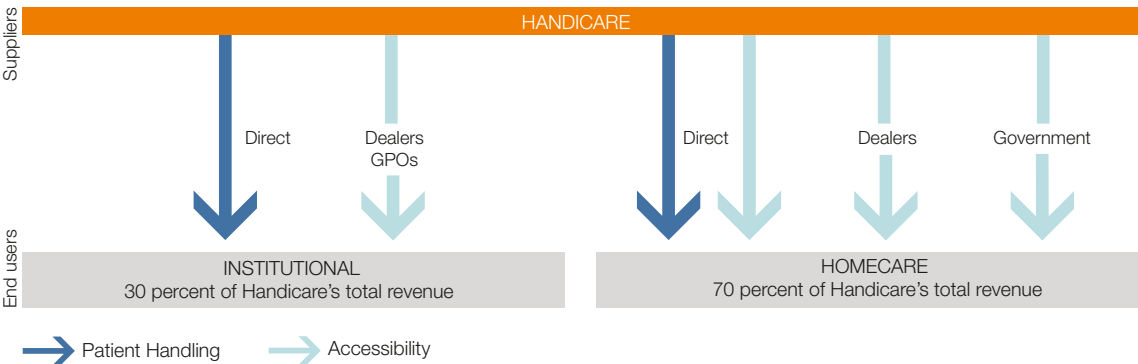 Suppliers
HANDICARE
Direct
Dealers
GPOs
Direct
Dealers
Government
End users
INSTITUTIONAL
30 percent of Handicare’s total revenue
HOMECARE
70 percent of Handicare’s total revenue
Patient Handling
Accessibility